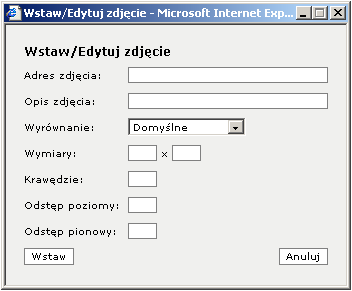 Wstaw/Edytuj zdjęcie - Microsoft Internet Exp...
Wstaw/Edytuj zdjęcie
Adres zdjęcia:
Opis zdjęcia:
Wyrównanie: Domyślne
Wymiary: x
Krawędzie:
Odstęp poziomy:
Odstęp pionowy:
Wstaw Anuluj